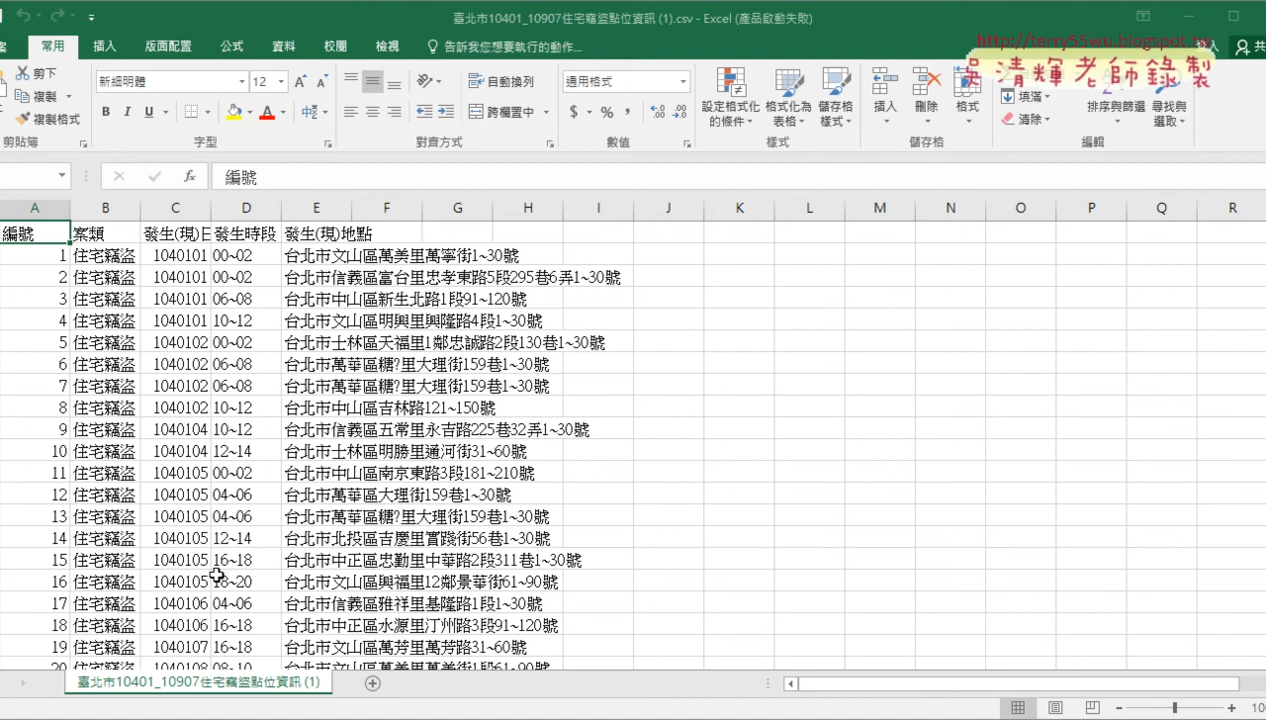 臺北市10401_10907住宅竊盜點位資訊 (1).csv - Excel (產品啟動失敗)
常用 插入 版面配置 公式 資料 校閱 檢視 告訴我您想要執行的動作... 登入 共
http://terry55wu.blogspot.tw
吳清輝老師錄製
剪下
複製
複製格式
剪貼簿
新細明體 12
B I U
字型
自動換列
跨欄置中
對齊方式
通用格式
$ % ,
數值
設定格式化的條件 格式化為表格 儲存格樣式
樣式
插入 刪除 格式
儲存格
填滿
清除
排序與篩選 尋找與選取
編輯
fx 編號
A B C D E F G H I J K L M N O P Q R
編號 案類 發生(現)日 發生時段 發生(現)地點
1 住宅竊盜 1040101 00~02 台北市文山區萬美里萬寧街1~30號
2 住宅竊盜 1040101 00~02 台北市信義區富台里忠孝東路5段295巷6弄1~30號
3 住宅竊盜 1040101 06~08 台北市中山區新生北路1段91~120號
4 住宅竊盜 1040101 10~12 台北市文山區明興里興隆路4段1~30號
5 住宅竊盜 1040102 00~02 台北市士林區天福里1鄰忠誠路2段130巷1~30號
6 住宅竊盜 1040102 06~08 台北市萬華區糖?里大理街159巷1~30號
7 住宅竊盜 1040102 06~08 台北市萬華區糖?里大理街159巷1~30號
8 住宅竊盜 1040102 10~12 台北市中山區吉林路121~150號
9 住宅竊盜 1040104 10~12 台北市信義區五常里永吉路225巷32弄1~30號
10 住宅竊盜 1040104 12~14 台北市士林區明勝里通河街31~60號
11 住宅竊盜 1040105 00~02 台北市中山區南京東路3段181~210號
12 住宅竊盜 1040105 04~06 台北市萬華區大理街159巷1~30號
13 住宅竊盜 1040105 04~06 台北市萬華區糖?里大理街159巷1~30號
14 住宅竊盜 1040105 12~14 台北市北投區吉慶里實踐街56巷1~30號
15 住宅竊盜 1040105 16~18 台北市中正區忠勤里中華路2段311巷1~30號
16 住宅竊盜 1040105 8~20 台北市文山區興福里12鄰景華街61~90號
17 住宅竊盜 1040106 04~06 台北市信義區雅祥里基隆路1段1~30號
18 住宅竊盜 1040106 16~18 台北市中正區水源里汀州路3段91~120號
19 住宅竊盜 1040107 16~18 台北市文山區萬芳里萬芳路31~60號
20 住宅竊盜 1040108 08~10 台北市文山區萬美里萬美街1段61~90號
臺北市10401_10907住宅竊盜點位資訊 (1)